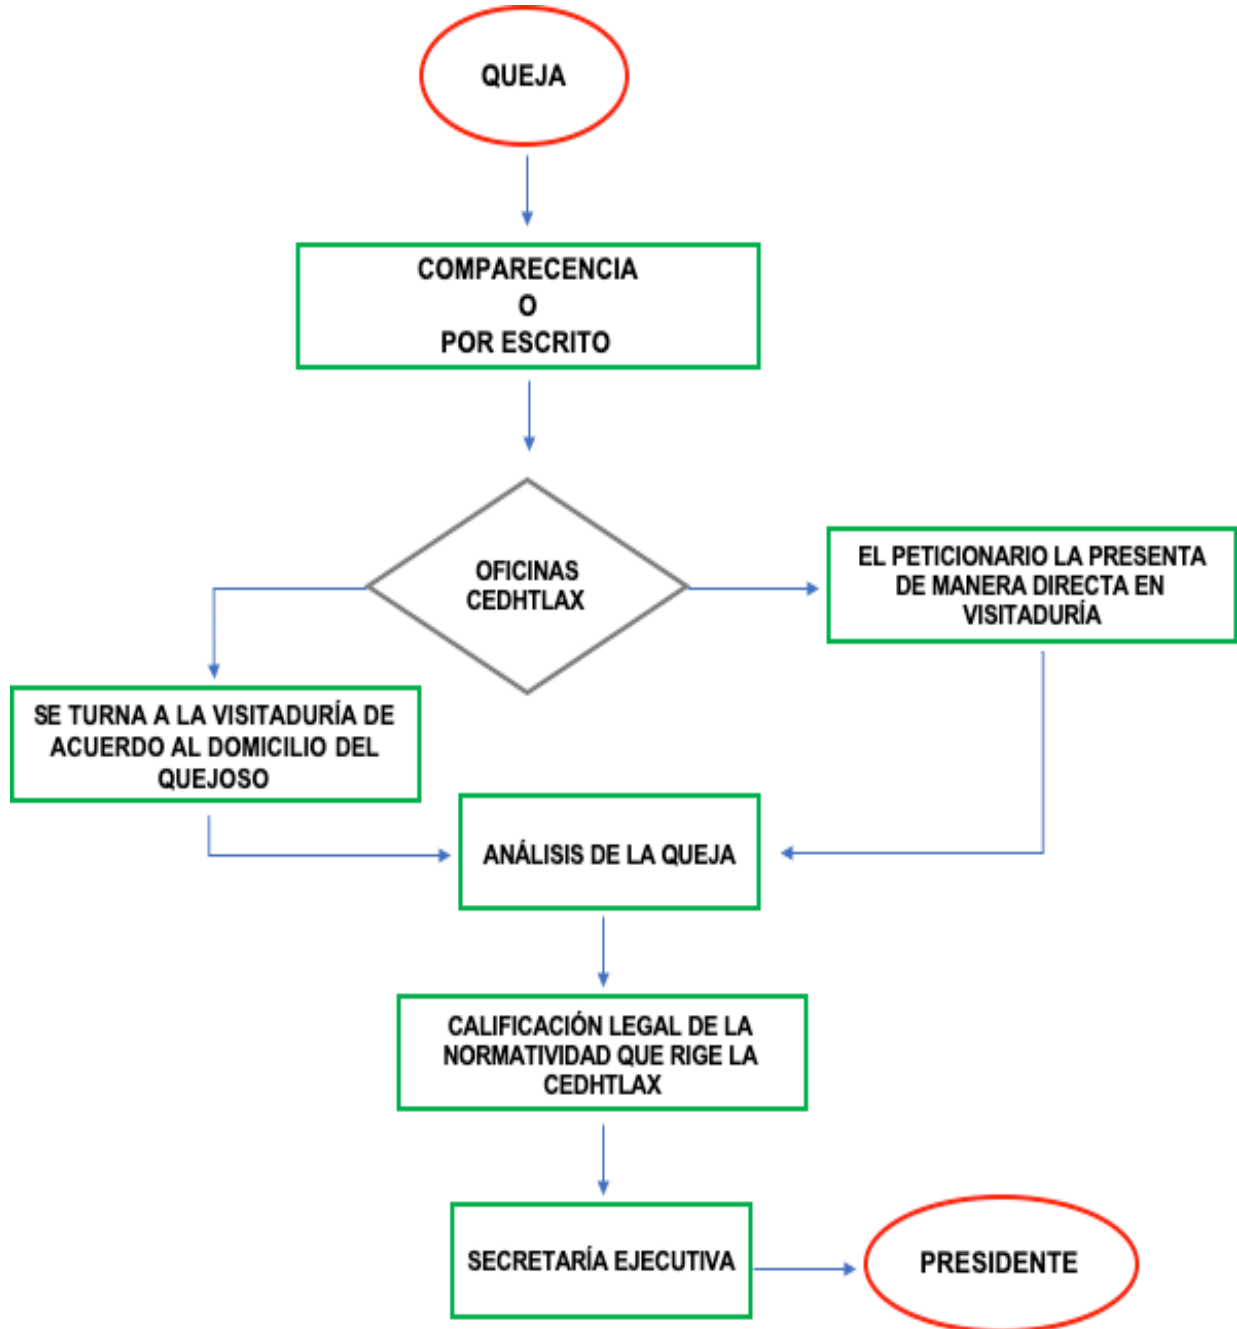 QUEJA
COMPARECENCIA
O
POR ESCRITO
OFICINAS
CEDHTLAX
EL PETICIONARIO LA PRESENTA
DE MANERA DIRECTA EN
VISITADURÍA
SE TURNA A LA VISITADURÍA DE
ACUERDO AL DOMICILIO DEL
QUEJOSO
ANÁLISIS DE LA QUEJA
CALIFICACIÓN LEGAL DE LA
NORMATIVIDAD QUE RIGE LA
CEDHTLAX
SECRETARÍA EJECUTIVA
PRESIDENTE